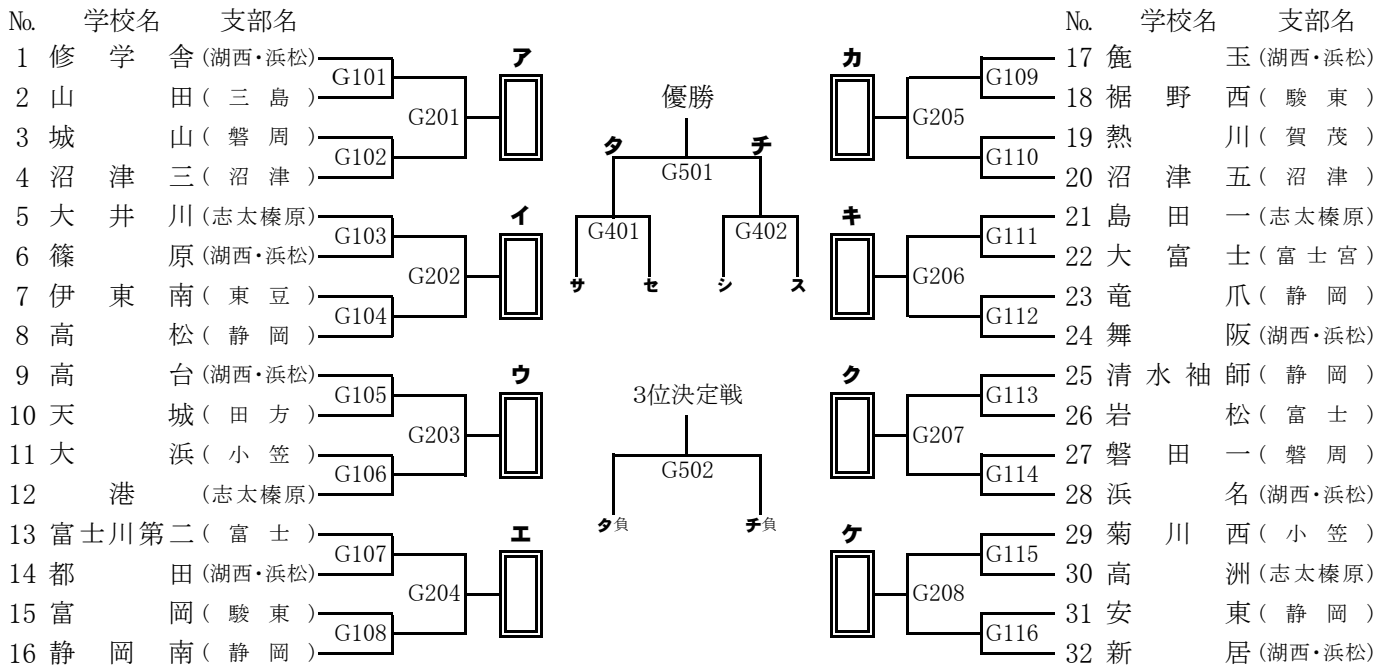 № 学校名 支部名
1 修学舎 (湖西・浜松)
2 山田 (三島)
3 城山 (磐周)
4 沼津三 (沼津)
5 大井川 (志太榛原)
6 篠原 (湖西・浜松)
7 伊東南 (東豆)
8 高松 (静岡)
9 高台 (湖西・浜松)
10 天城 (田方)
11 大浜 (小笠)
12 港 (志太榛原)
13 富士川第二 (富士)
14 都田 (湖西・浜松)
15 富岡 (駿東)
16 静岡南 (静岡)
G101
G102
G103
G104
G105
G106
G107
G108
G201
G202
G203
G204
ア
イ
ウ
エ
優勝
タ チ
G501
G401 G402
サ セ シ ス
3位決定戦
G502
タ負 チ負
カ
キ
ク
ケ
G205
G206
G207
G208
G109
G110
G111
G112
G113
G114
G115
G116
№ 学校名 支部名
17 麁玉 (湖西・浜松)
18 裾野西 (駿東)
19 熱川 (賀茂)
20 沼津五 (沼津)
21 島田一 (志太榛原)
22 大富士 (富士宮)
23 竜爪 (静岡)
24 舞阪 (湖西・浜松)
25 清水袖師 (静岡)
26 岩松 (富士)
27 磐田一 (磐周)
28 浜名 (湖西・浜松)
29 菊川西 (小笠)
30 高洲 (志太榛原)
31 安東 (静岡)
32 新居 (湖西・浜松)